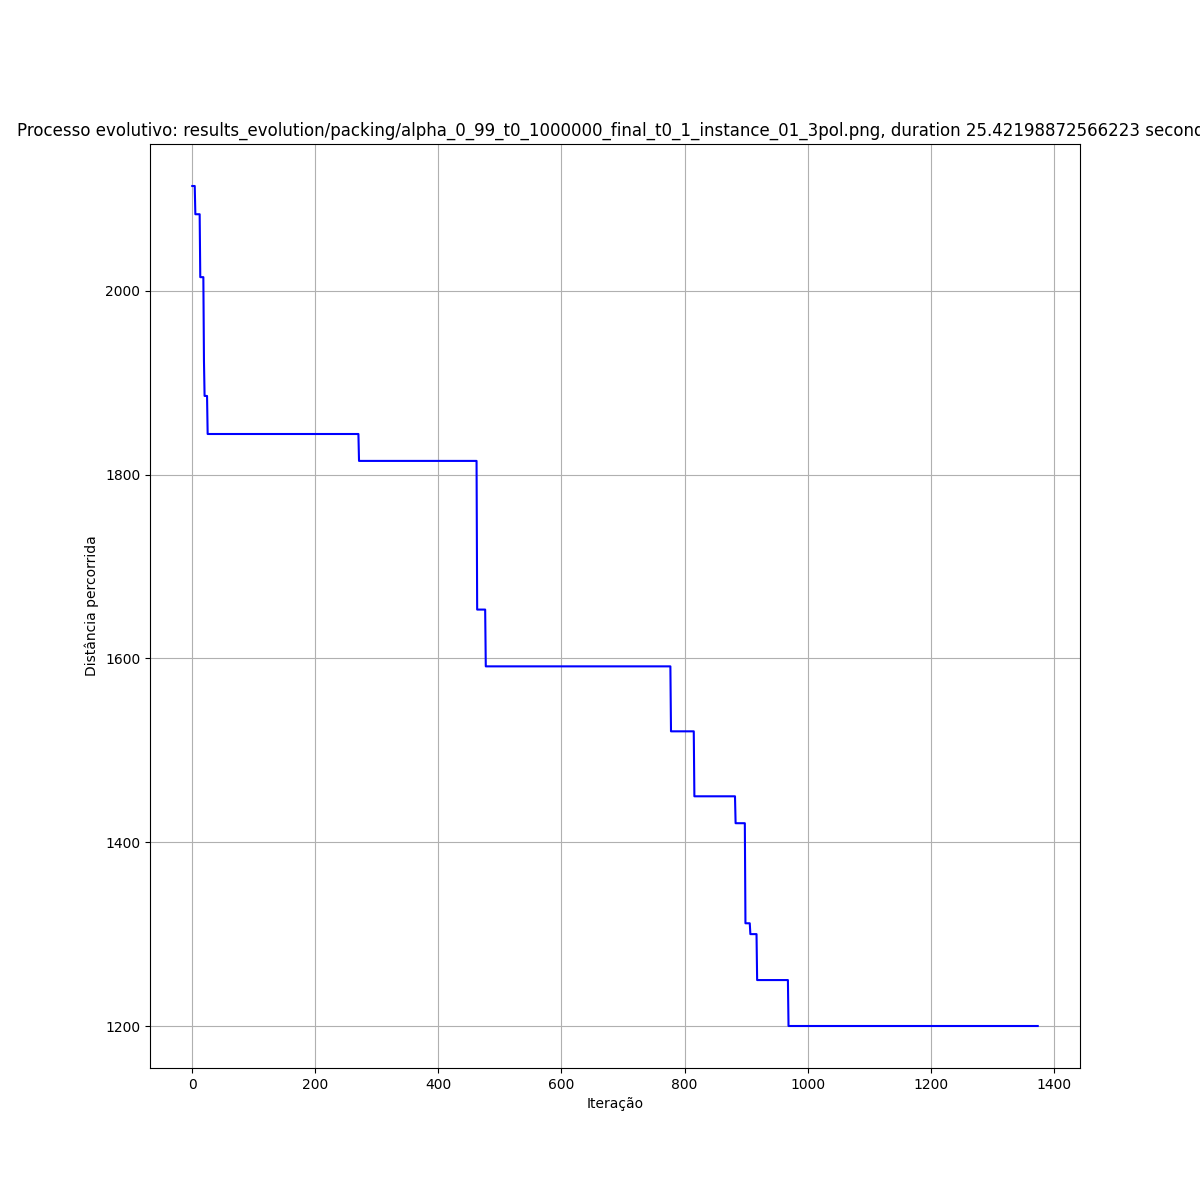 Processo evolutivo: results_evolution/packing/alpha_0_99_t0_1000000_final_t0_1_instance_01_3pol.png, duration 25.42198872566223
2000
1800
1600
1400
1200
Distância percorrida
0 200 400 600 800 1000 1200 1400
Iteração